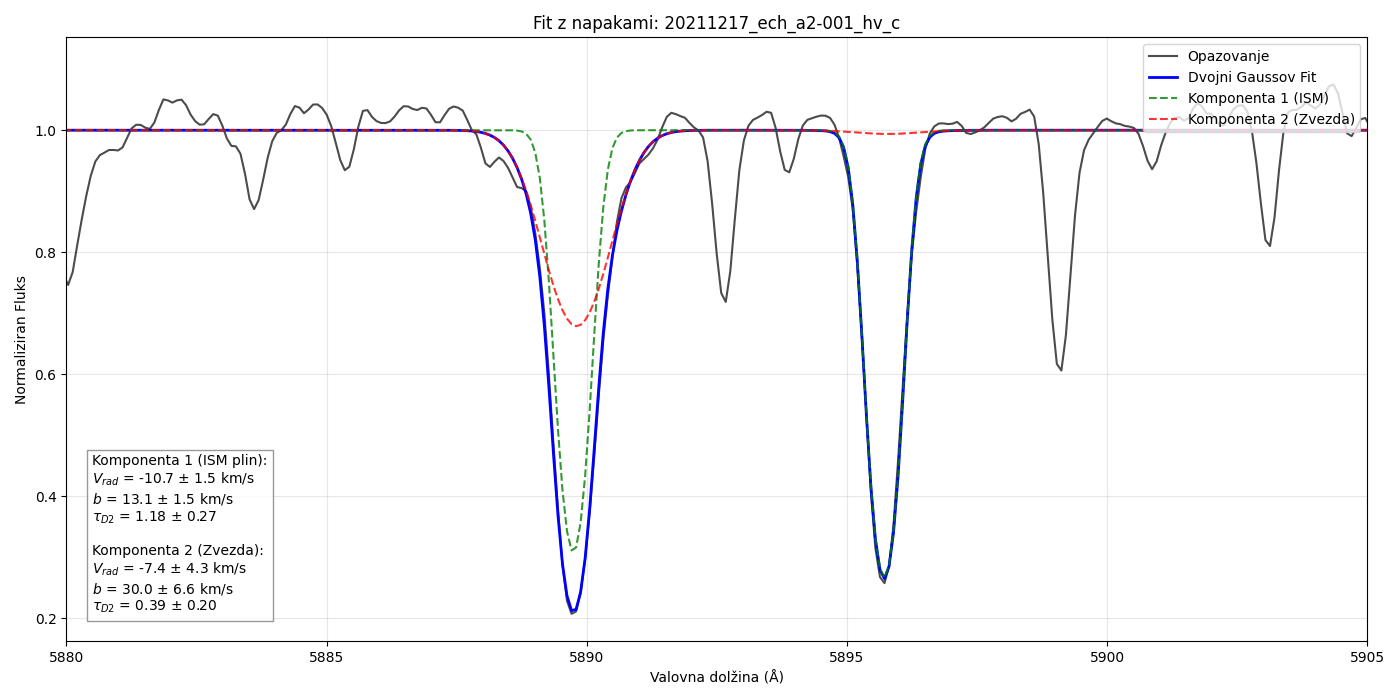 Fit z napakami: 20211217_ech_a2-001_hv_c
Normaliziran Fluks
1.0
0.8
0.6
0.4
0.2
Opazovanje
Dvojni Gaussov Fit
Komponenta 1 (ISM)
Komponenta 2 (Zvezda)
Komponenta 1 (ISM plin):
V_rad = -10.7 ± 1.5 km/s
b = 13.1 ± 1.5 km/s
τ_D2 = 1.18 ± 0.27
Komponenta 2 (Zvezda):
V_rad = -7.4 ± 4.3 km/s
b = 30.0 ± 6.6 km/s
τ_D2 = 0.39 ± 0.20
5880 5885 5890 5895 5900 5905
Valovna dolžina (Å)